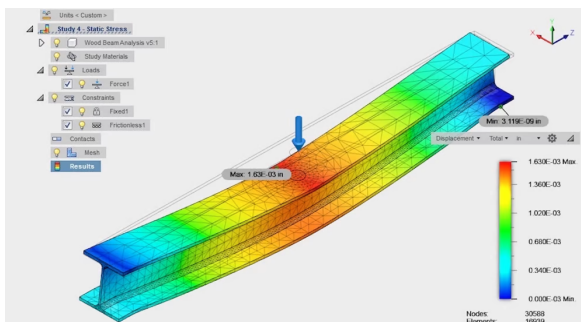 Units < Custom >
Study 4 - Static Stress
Wood Beam Analysis v5:1
Study Materials
Loads
Force1
Constraints
Fixed1
Frictionless1
Contacts
Mesh
Results
X
Y
Z
Min: 3.119E-09 in
Displacement
Total
in
Max: 1.63E-03 in
1.630E-03 Max
1.360E-03
1.020E-03
0.680E-03
0.340E-03
0.000E-03 Min
Nodes: 30588
Elements: 16939